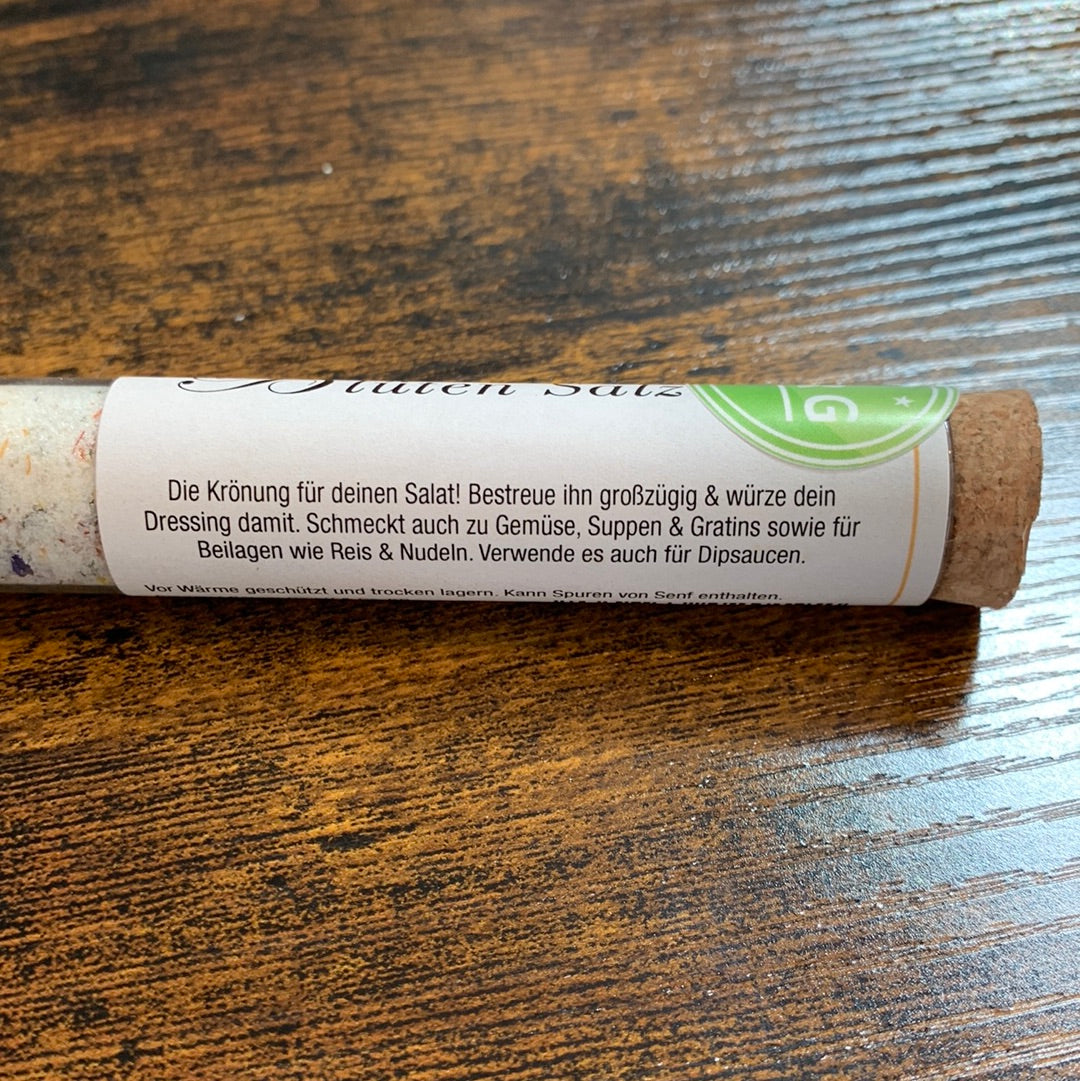 Blüten Salz
G
Die Krönung für deinen Salat! Bestreue ihn großzügig & würze dein
Dressing damit. Schmeckt auch zu Gemüse, Suppen & Gratins sowie für
Beilagen wie Reis & Nudeln. Verwende es auch für Dipsaucen.
Vor Wärme geschützt und trocken lagern. Kann Spuren von Senf enthalten.